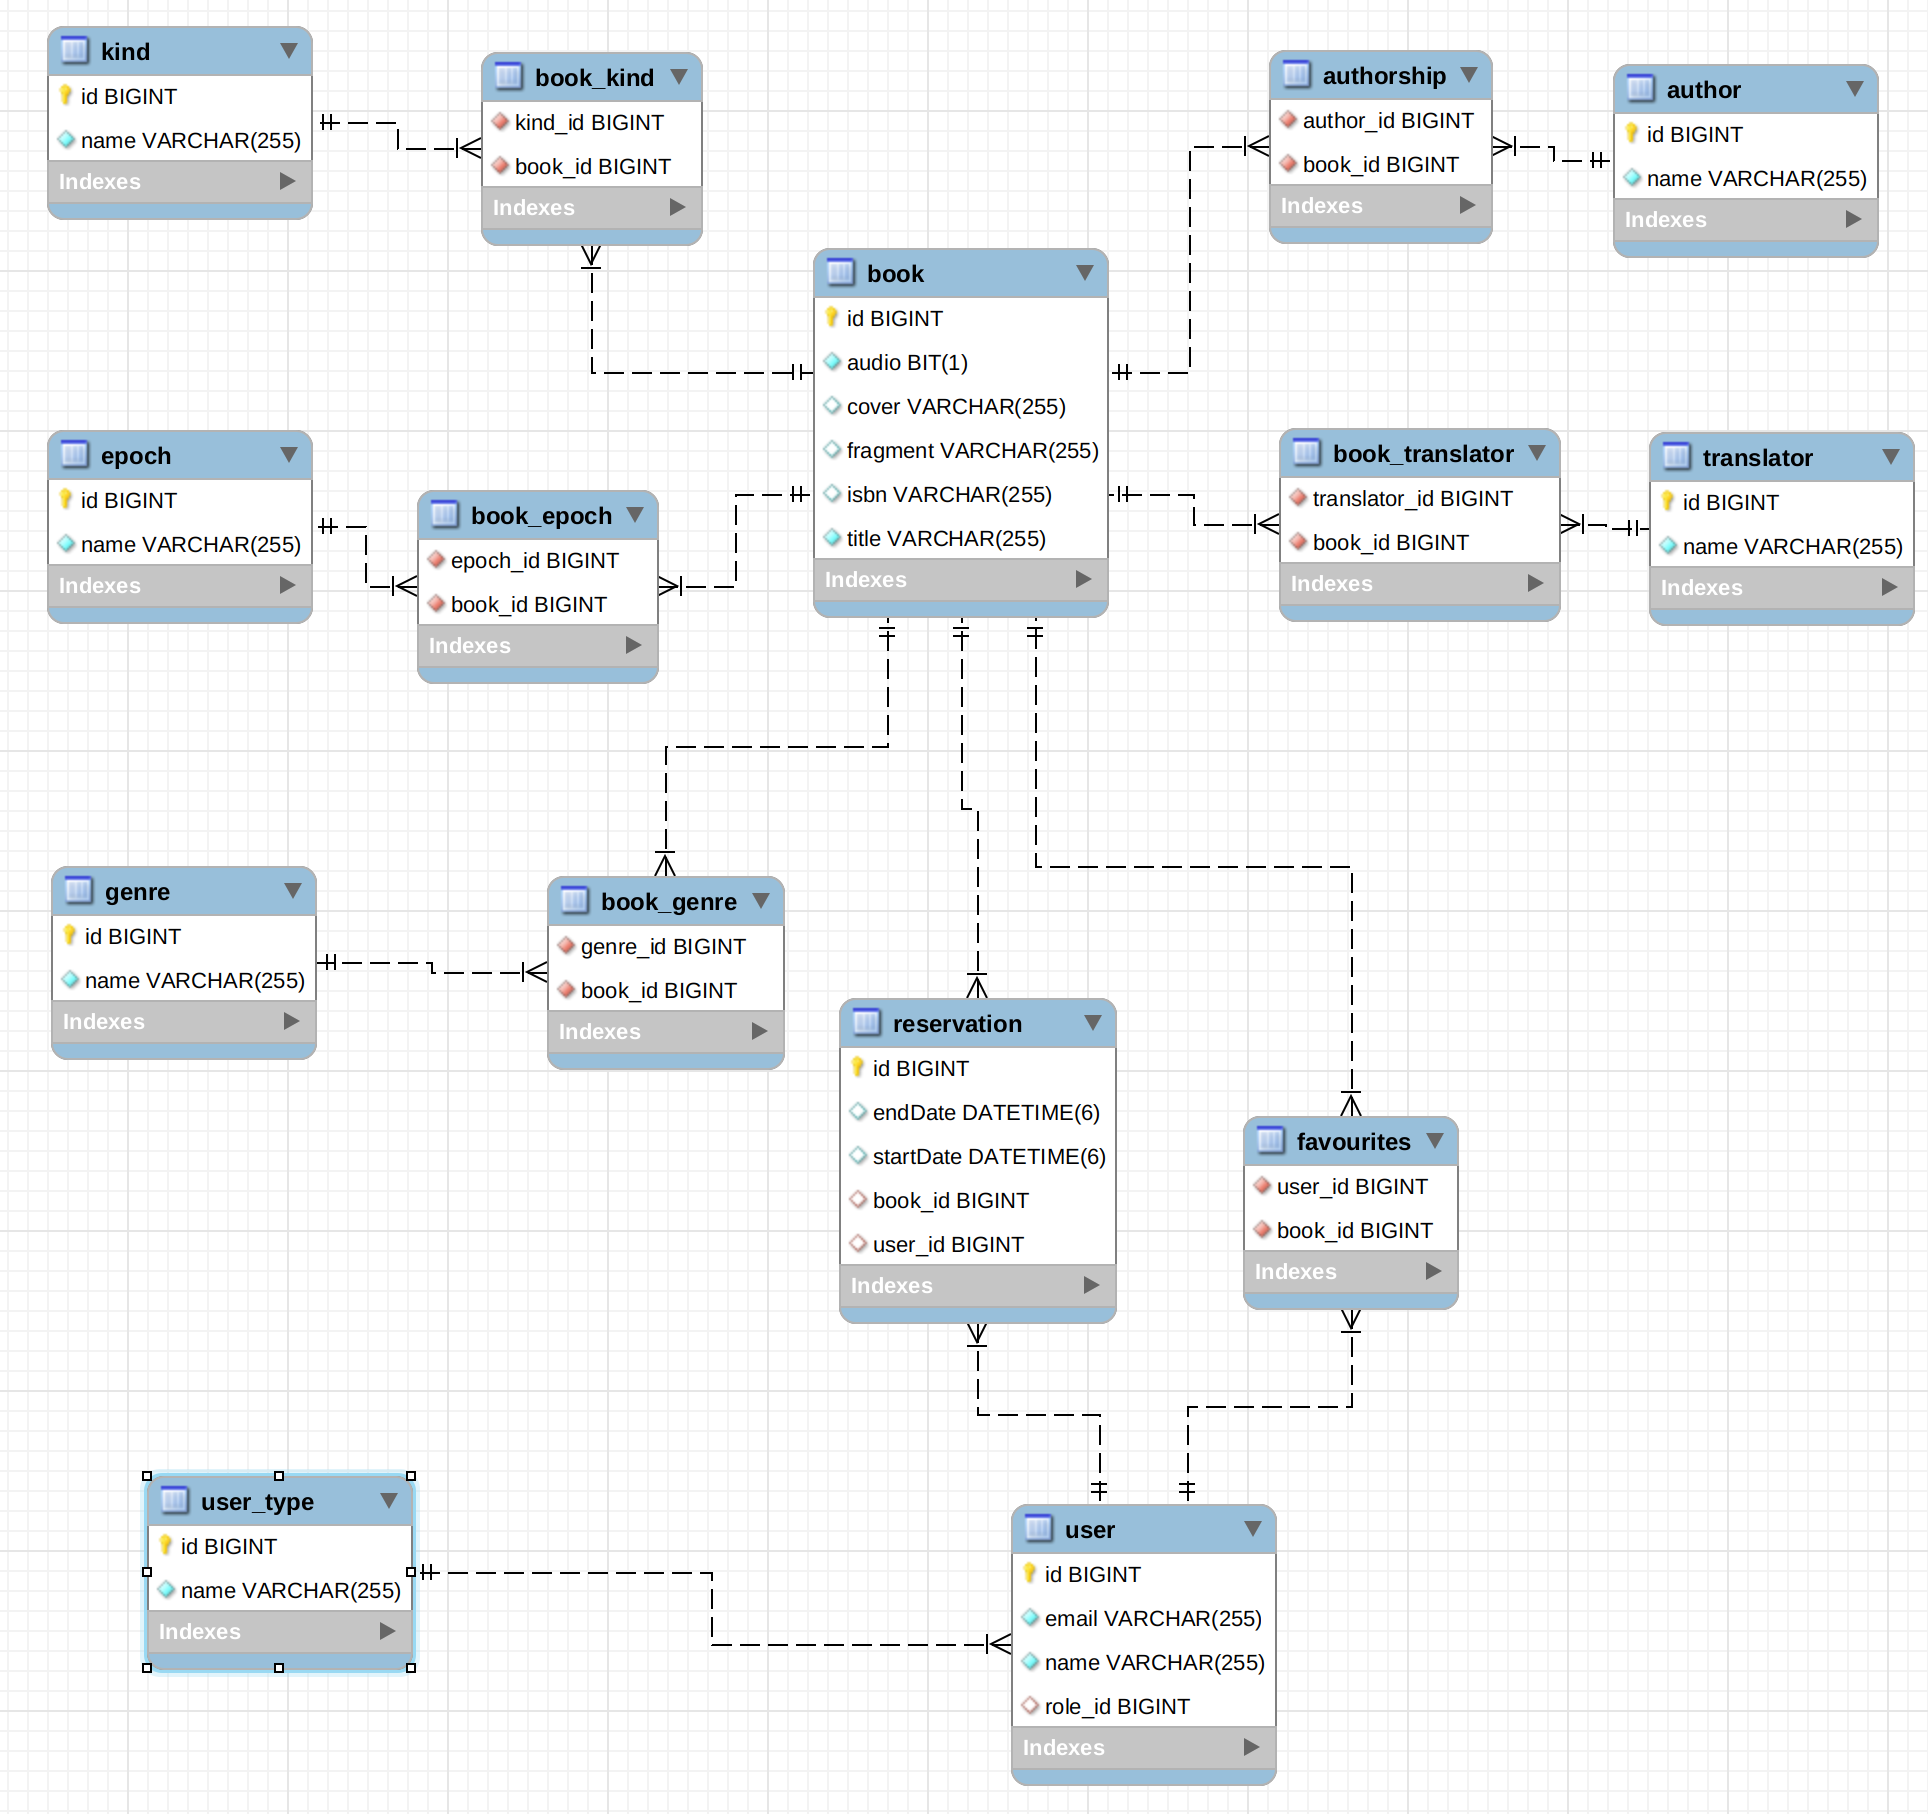 kind
id BIGINT
name VARCHAR(255)
Indexes
book_kind
kind_id BIGINT
book_id BIGINT
Indexes
authorship
author_id BIGINT
book_id BIGINT
Indexes
author
id BIGINT
name VARCHAR(255)
Indexes
book
id BIGINT
audio BIT(1)
cover VARCHAR(255)
fragment VARCHAR(255)
isbn VARCHAR(255)
title VARCHAR(255)
Indexes
epoch
id BIGINT
name VARCHAR(255)
Indexes
book_epoch
epoch_id BIGINT
book_id BIGINT
Indexes
book_translator
translator_id BIGINT
book_id BIGINT
Indexes
translator
id BIGINT
name VARCHAR(255)
Indexes
genre
id BIGINT
name VARCHAR(255)
Indexes
book_genre
genre_id BIGINT
book_id BIGINT
Indexes
reservation
id BIGINT
endDate DATETIME(6)
startDate DATETIME(6)
book_id BIGINT
user_id BIGINT
Indexes
favourites
user_id BIGINT
book_id BIGINT
Indexes
user_type
id BIGINT
name VARCHAR(255)
Indexes
user
id BIGINT
email VARCHAR(255)
name VARCHAR(255)
role_id BIGINT
Indexes